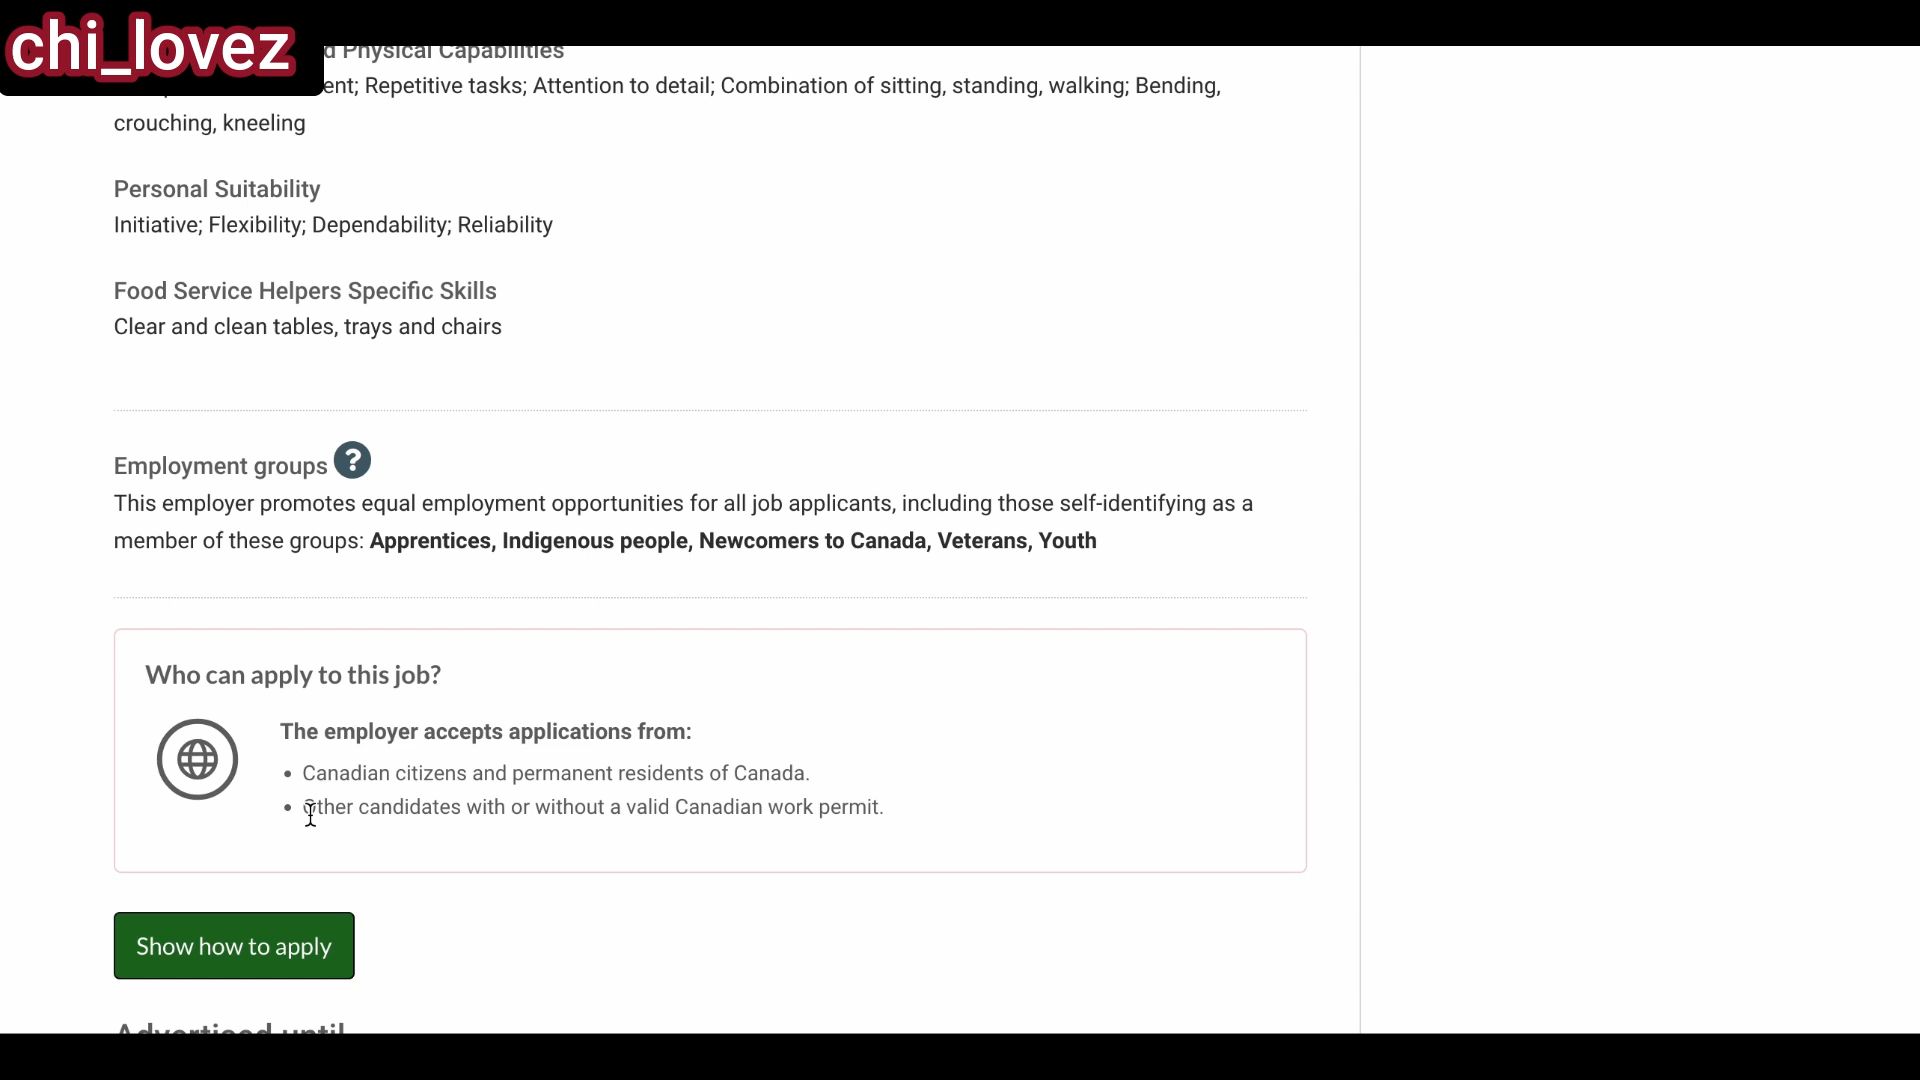 chi_lovez
d Physical Capabilities
ent; Repetitive tasks; Attention to detail; Combination of sitting, standing, walking; Bending,
crouching, kneeling
Personal Suitability
Initiative; Flexibility; Dependability; Reliability
Food Service Helpers Specific Skills
Clear and clean tables, trays and chairs
Employment groups ?
This employer promotes equal employment opportunities for all job applicants, including those self-identifying as a
member of these groups: Apprentices, Indigenous people, Newcomers to Canada, Veterans, Youth
Who can apply to this job?
The employer accepts applications from:
• Canadian citizens and permanent residents of Canada.
• Other candidates with or without a valid Canadian work permit.
Show how to apply
Advertised until